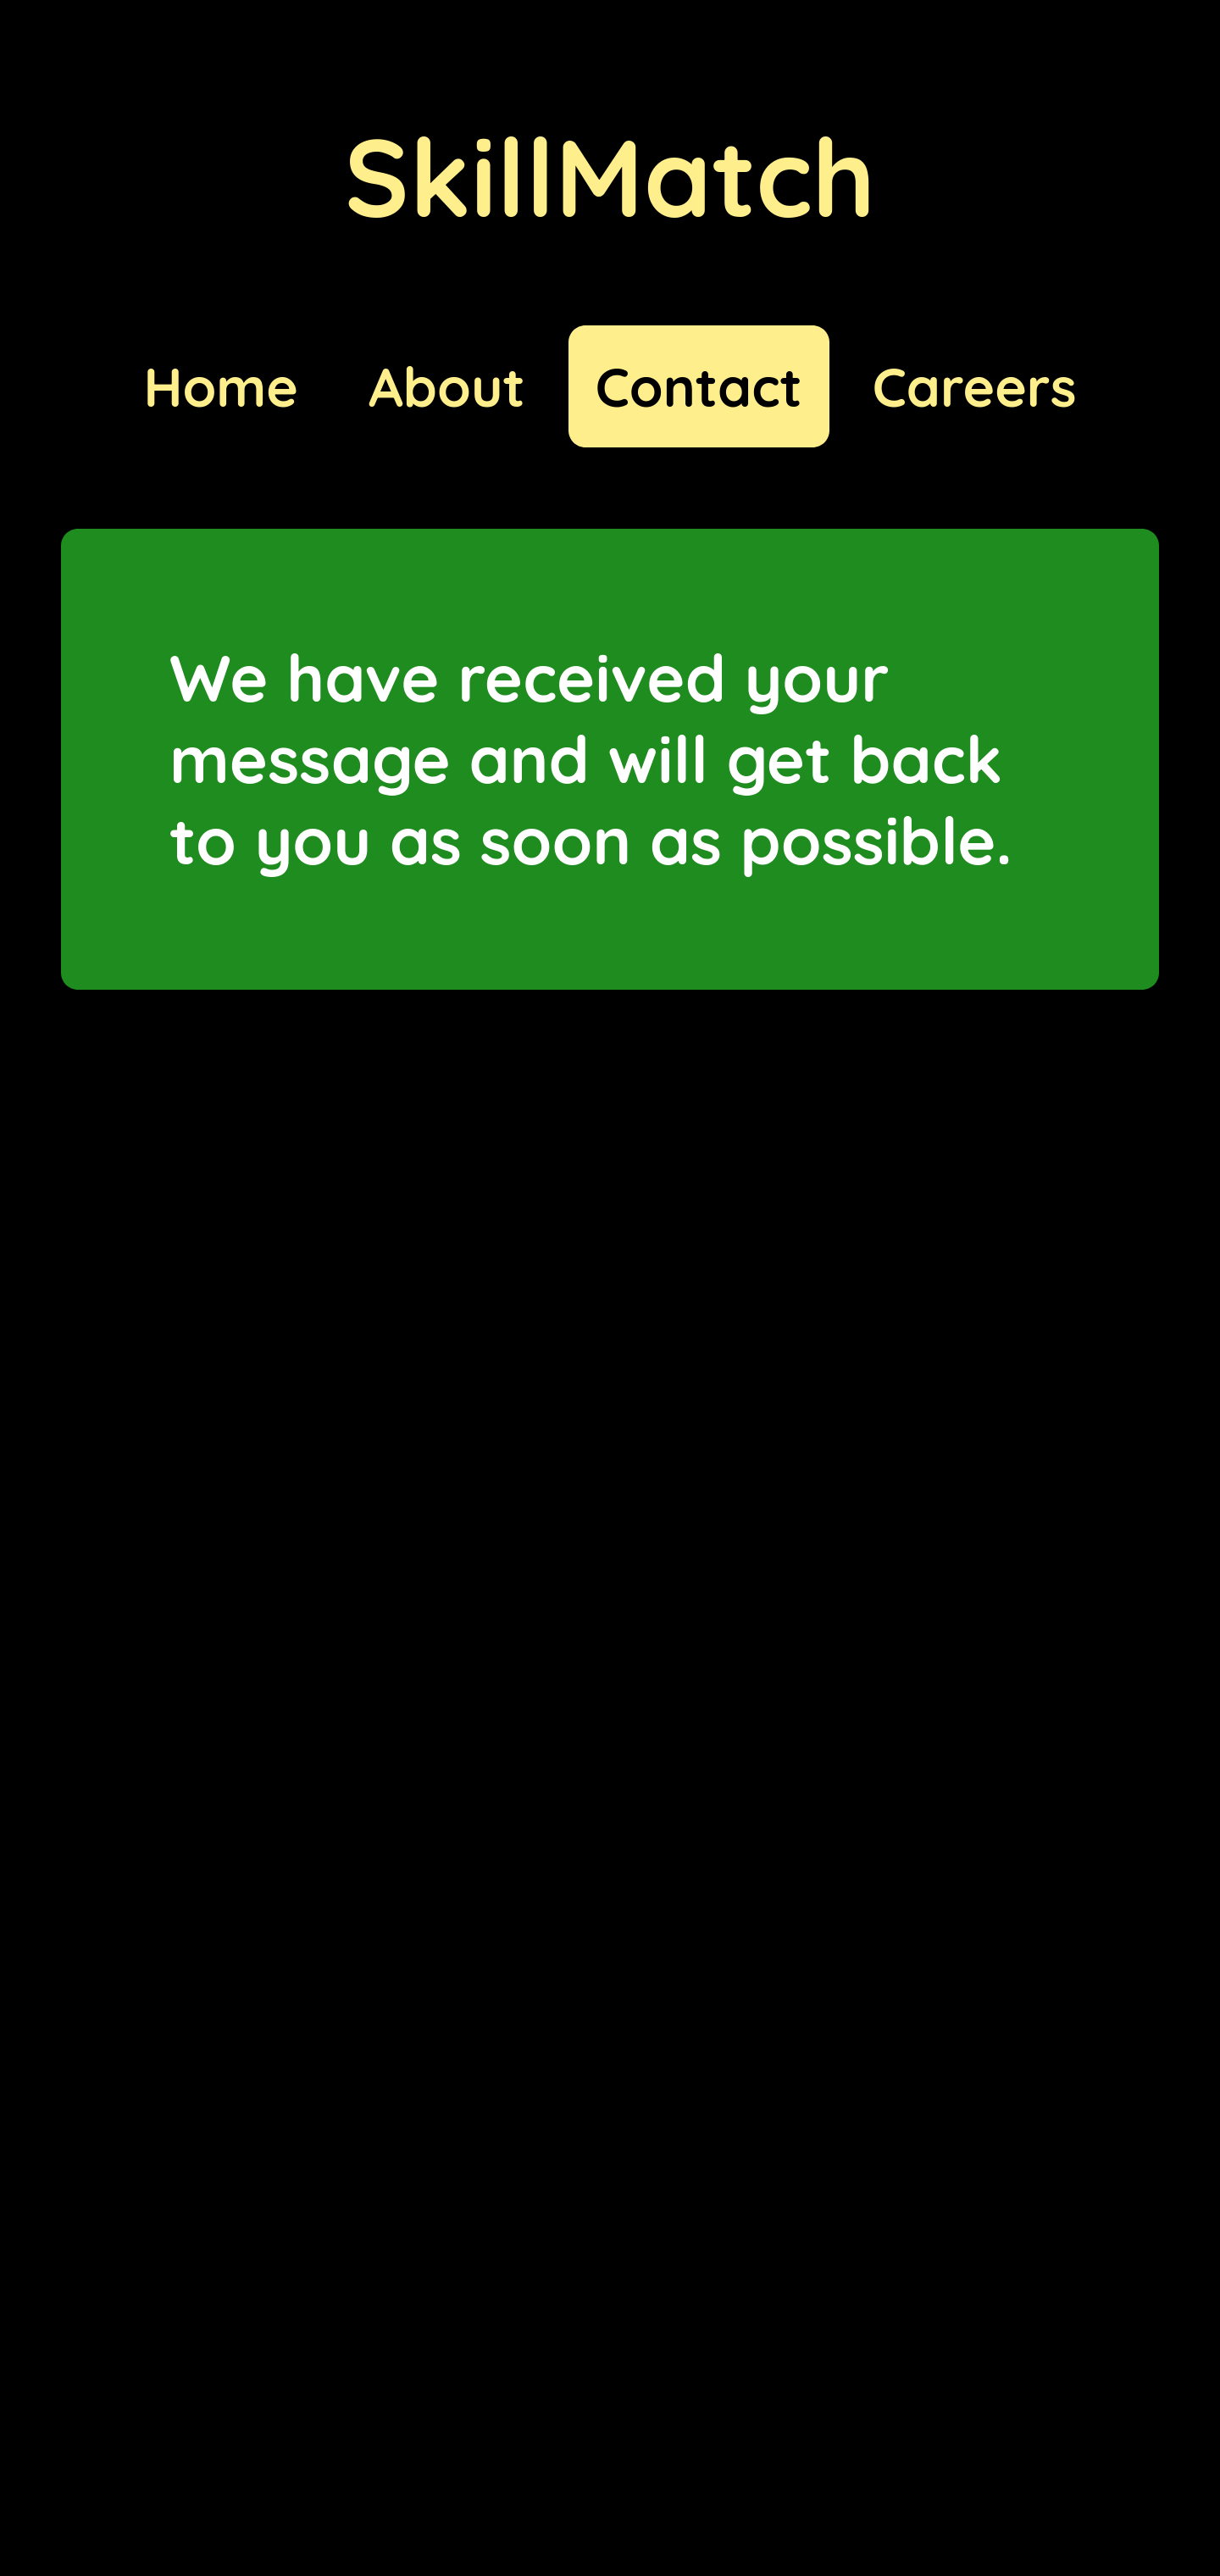 SkillMatch
Home About Contact Careers
We have received your
message and will get back
to you as soon as possible.